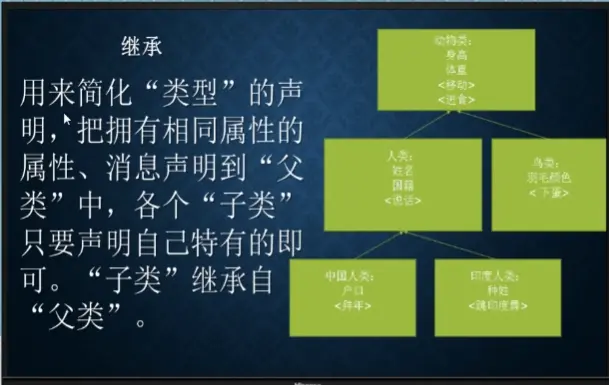 继承
用来简化“类型”的声
明，把拥有相同属性的
属性、消息声明到“父
类”中，各个“子类”
只要声明自己特有的即
可。“子类”继承自
“父类”。
动物类：
身高
体重
<移动>
<进食>
人类：
姓名
国籍
<说话>
鸟类：
羽毛颜色
<下蛋>
中国人类：
户口
<拜年>
印度人类：
种姓
<跳印度舞>